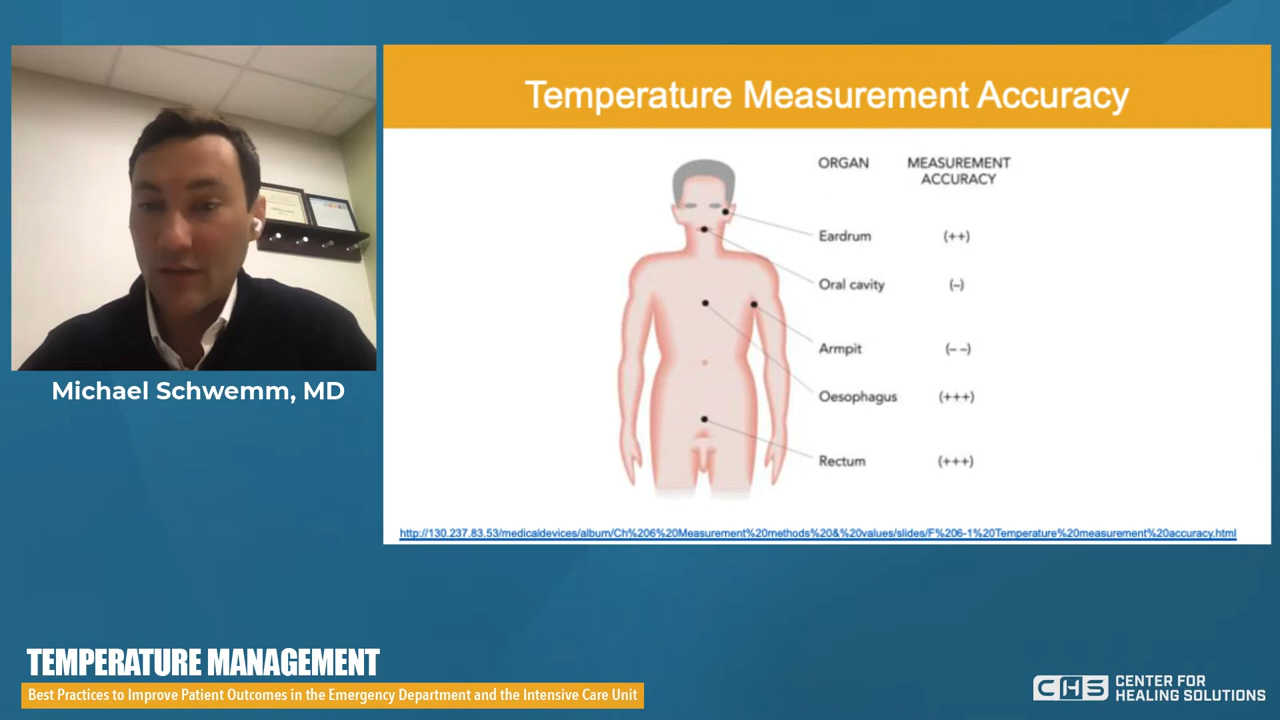 Temperature Measurement Accuracy
ORGAN
MEASUREMENT
ACCURACY
Eardrum (++)
Oral cavity (–)
Armpit (– –)
Oesophagus (+++)
Rectum (+++)
http://130.237.83.53/medicaldevices/album/Ch%206%20Measurement%20methods%20&%20values/slides/F%206-1%20Temperature%20measurement%20accuracy.html
Michael Schwemm, MD
TEMPERATURE MANAGEMENT
Best Practices to Improve Patient Outcomes in the Emergency Department and the Intensive Care Unit
CHS
CENTER FOR
HEALING SOLUTIONS